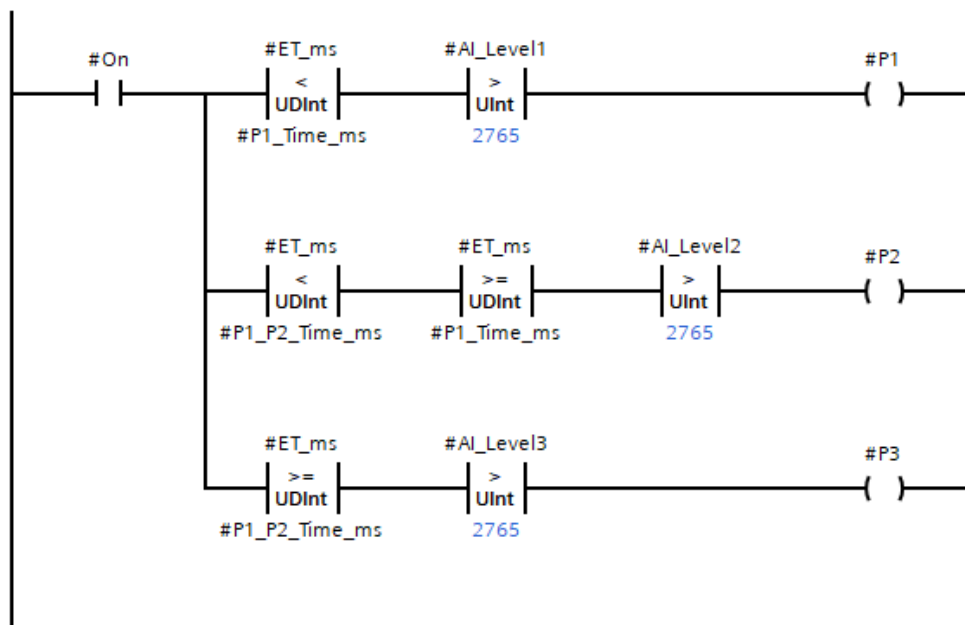 #On
#ET_ms
#AI_Level1
#P1
<
>
UDInt
UInt
#P1_Time_ms
2765
#ET_ms
#ET_ms
#AI_Level2
#P2
<
>=
>
UDInt
UDInt
UInt
#P1_P2_Time_ms
#P1_Time_ms
2765
#ET_ms
#AI_Level3
#P3
>=
>
UDInt
UInt
#P1_P2_Time_ms
2765